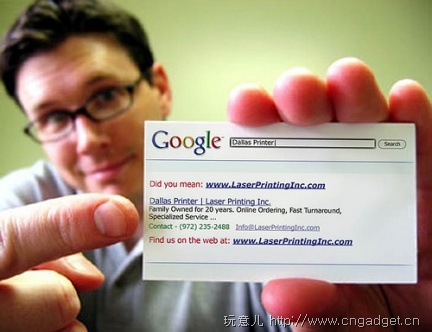 Google™ Dallas Printer Search
Did you mean: www.LaserPrintingInc.com
Dallas Printer | Laser Printing Inc.
Family Owned for 20 years. Online Ordering, Fast Turnaround,
Specialized Service ...
Contact - (972) 235-2488 Info@LaserPrintingInc.com
Find us on the web at: www.LaserPrintingInc.com
玩意儿 http://www.cngadget.cn